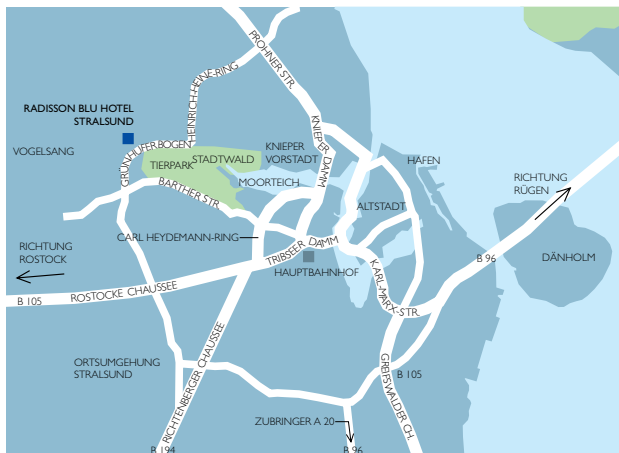 PROHNER STR.
HEINRICH-HEINE-RING
RADISSON BLU HOTEL
STRALSUND
KNIEPER-
DAMM
VOGELSANG
GRÜNHUFER BOGEN
TIERPARK
STADTWALD
KNIEPER
VORSTADT
HAFEN
MOORTEICH
RICHTUNG
RÜGEN
BARTHER STR.
ALTSTADT
CARL HEYDEMANN-RING
TRIBSEER DAMM
RICHTUNG
ROSTOCK
HAUPTBAHNHOF
B 96
DÄNHOLM
KARL-MARX-STR.
B 105
ROSTOCKE CHAUSSEE
RICHTENBERGER CHAUSSEE
ORTSUMGEHUNG
STRALSUND
B 105
GREIFSWALDER CH.
ZUBRINGER A 20
B 194
B 96